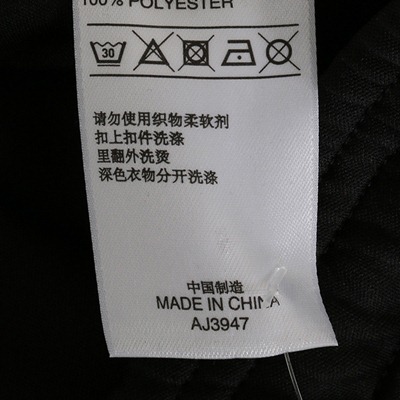 100% POLYESTER
30
请勿使用织物柔软剂
扣上扣件洗涤
里翻外洗烫
深色衣物分开洗涤
中国制造
MADE IN CHINA
AJ3947